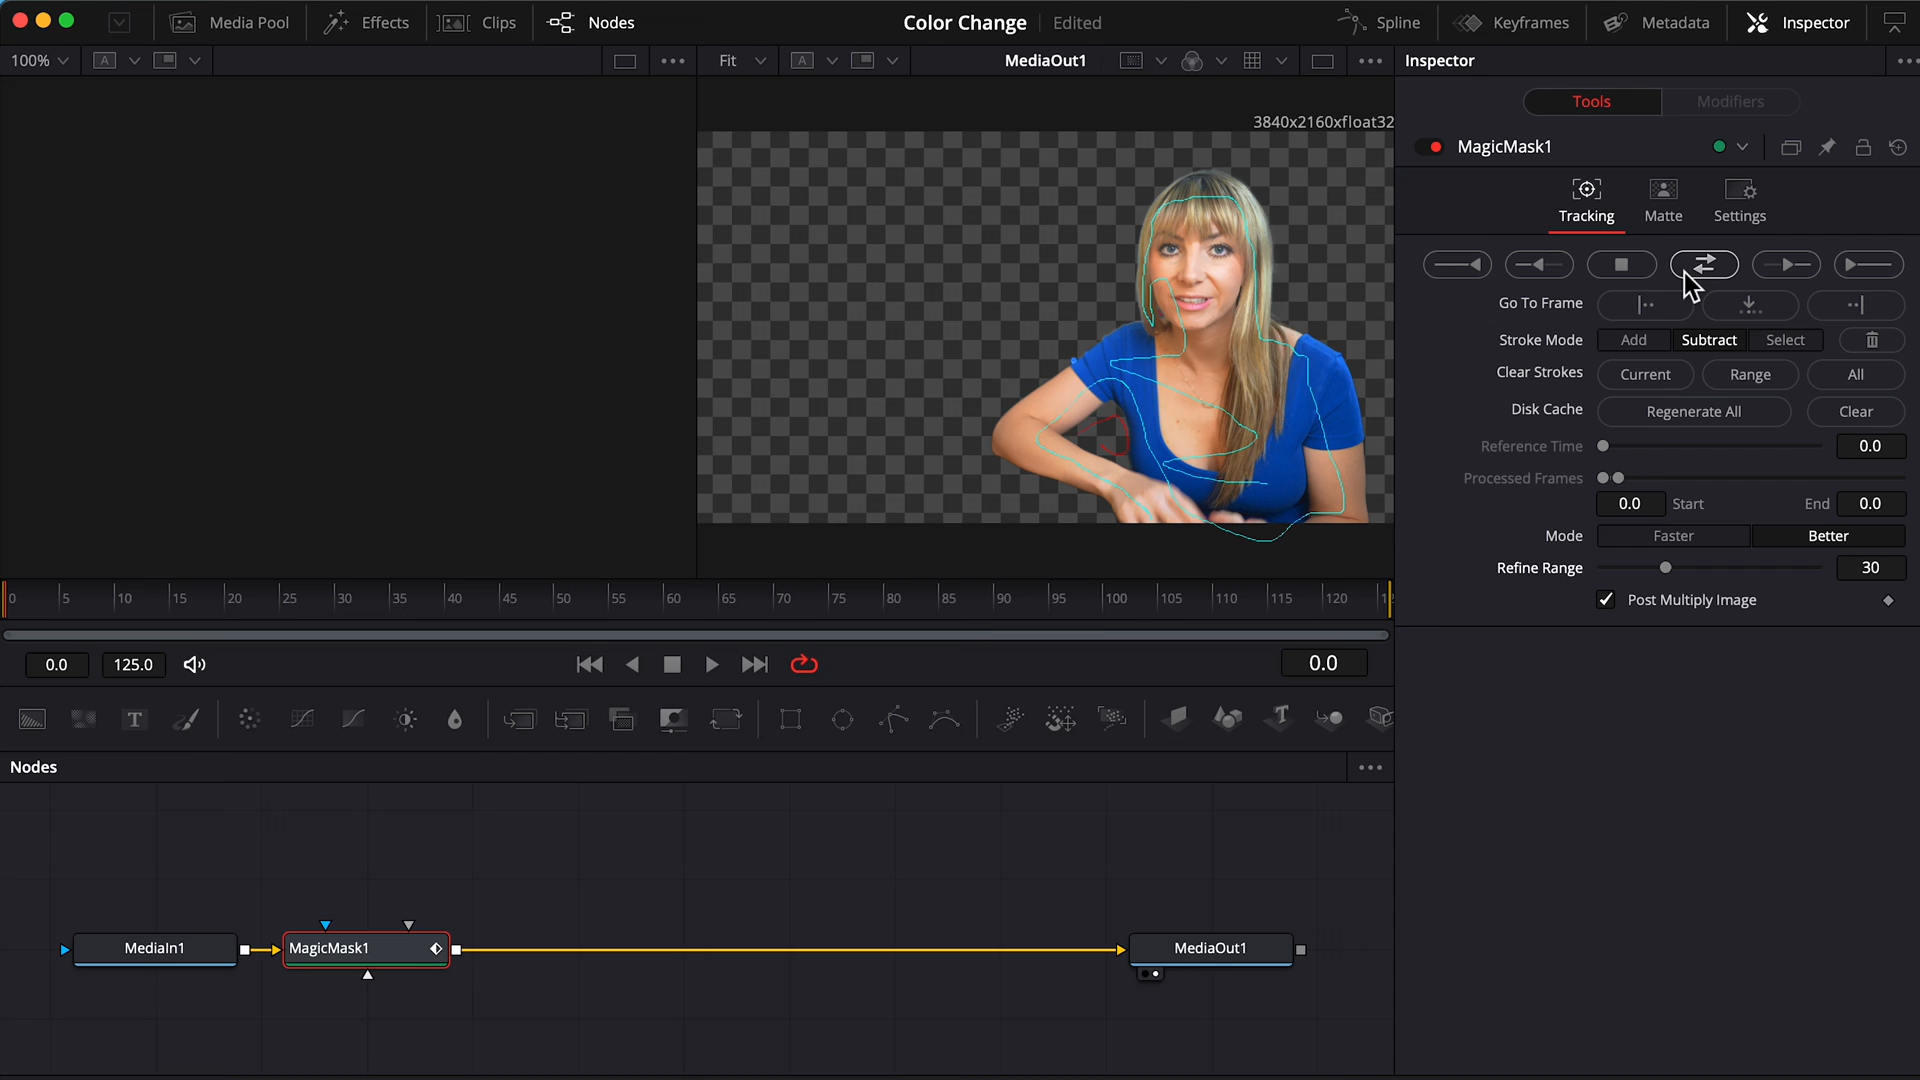 Media Pool
Effects
Clips
Nodes
Color Change
Edited
Spline
Keyframes
Metadata
Inspector
100%
A
Fit
A
MediaOut1
Inspector
Tools
Modifiers
3840x2160xfloat32
MagicMask1
Tracking
Matte
Settings
Go To Frame
Stroke Mode
Add
Subtract
Select
Clear Strokes
Current
Range
All
Disk Cache
Regenerate All
Clear
Reference Time
0.0
Processed Frames
0.0
Start
End
0.0
Mode
Faster
Better
Refine Range
30
Post Multiply Image
0 5 10 15 20 25 30 35 40 45 50 55 60 65 70 75 80 85 90 95 100 105 110 115 120
0.0
125.0
0.0
T
T
Nodes
MediaIn1
MagicMask1
MediaOut1